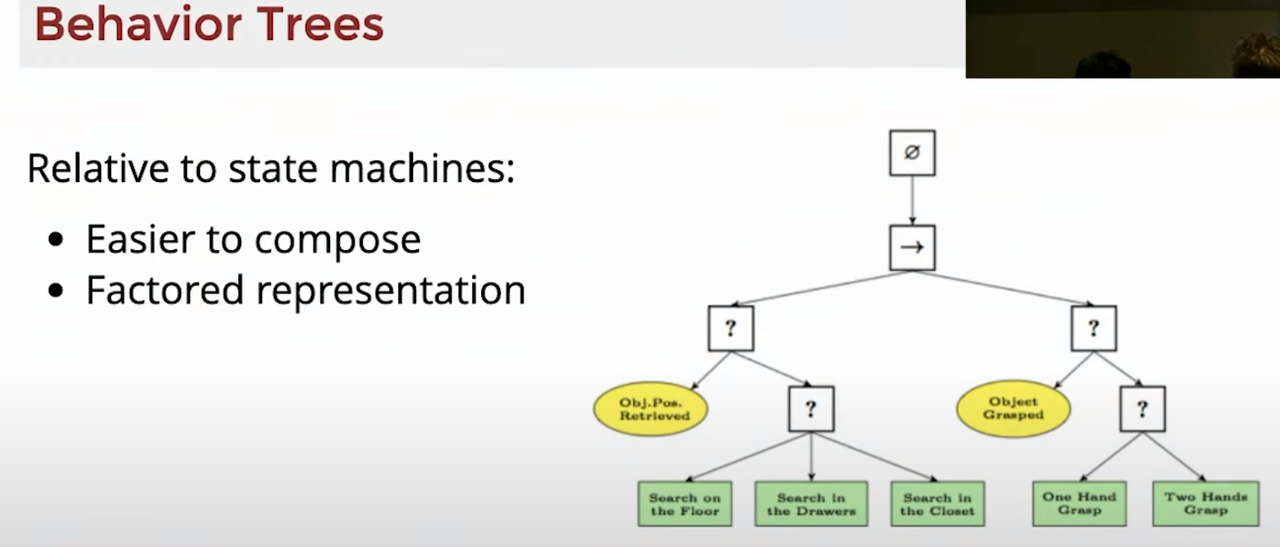 Behavior Trees
Relative to state machines:
• Easier to compose
• Factored representation
∅
→
?
?
Obj.Pos.
Retrieved
?
Object
Grasped
?
Search on
the Floor
Search in
the Drawers
Search in
the Closet
One Hand
Grasp
Two Hands
Grasp